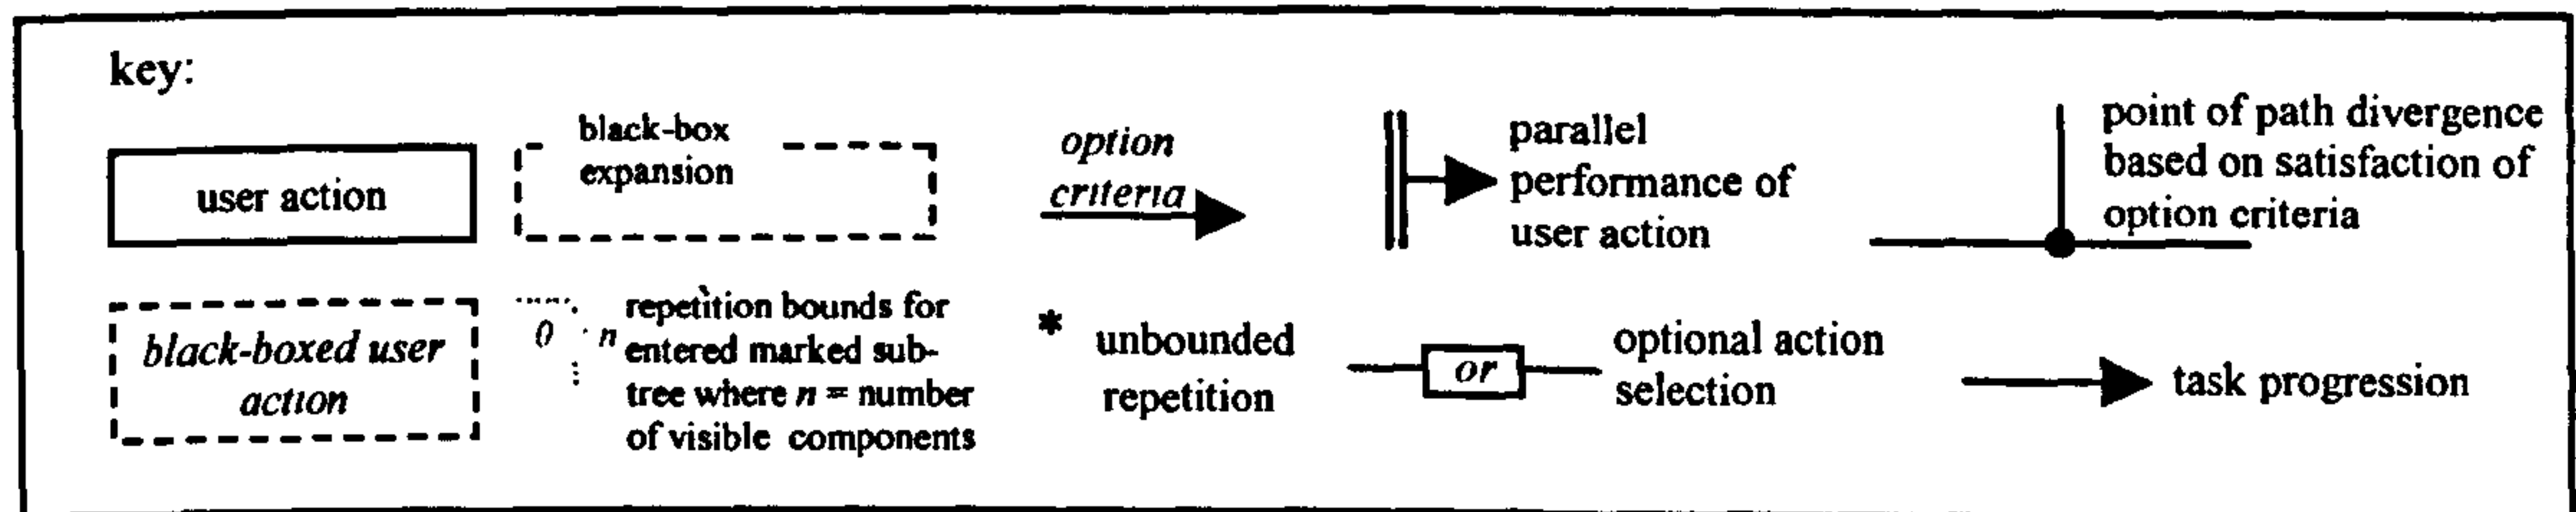 key:
user action
black-box
expansion
option
criteria
parallel
performance of
user action
point of path divergence
based on satisfaction of
option criteria
black-boxed user
action
0 n
repetition bounds for
entered marked sub-
tree where n = number
of visible components
*
unbounded
repetition
or
optional action
selection
task progression